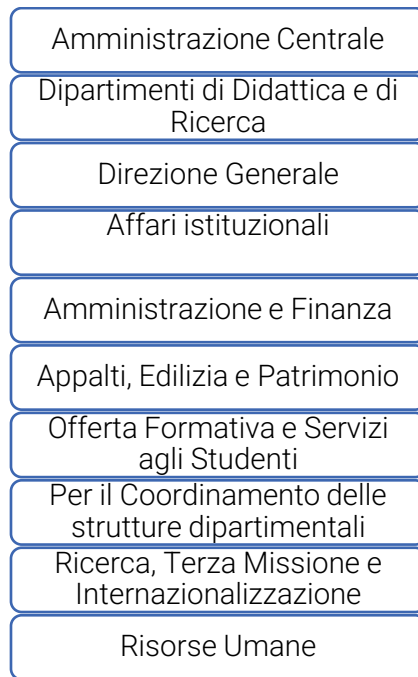 Amministrazione Centrale
Dipartimenti di Didattica e di
Ricerca
Direzione Generale
Affari istituzionali
Amministrazione e Finanza
Appalti, Edilizia e Patrimonio
Offerta Formativa e Servizi
agli Studenti
Per il Coordinamento delle
strutture dipartimentali
Ricerca, Terza Missione e
Internazionalizzazione
Risorse Umane